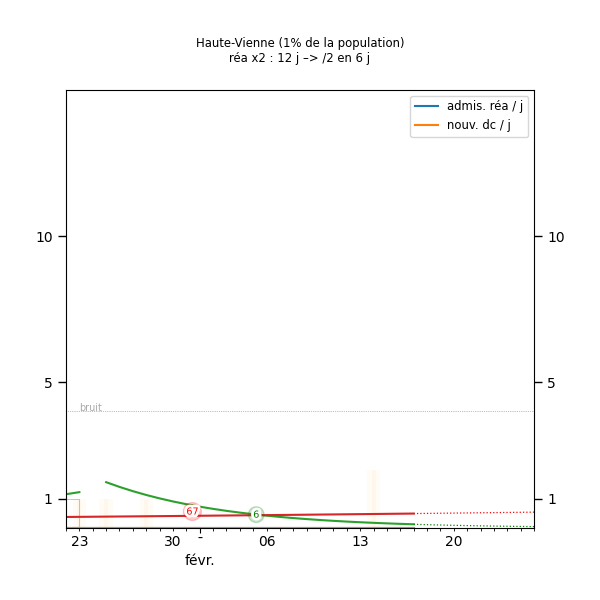 Haute-Vienne (1% de la population)
réa x2 : 12 j –> /2 en 6 j
admis. réa / j
nouv. dc / j
10 10
5 5
bruit
67
6
1 1
23 30 - 06 13 20
févr.